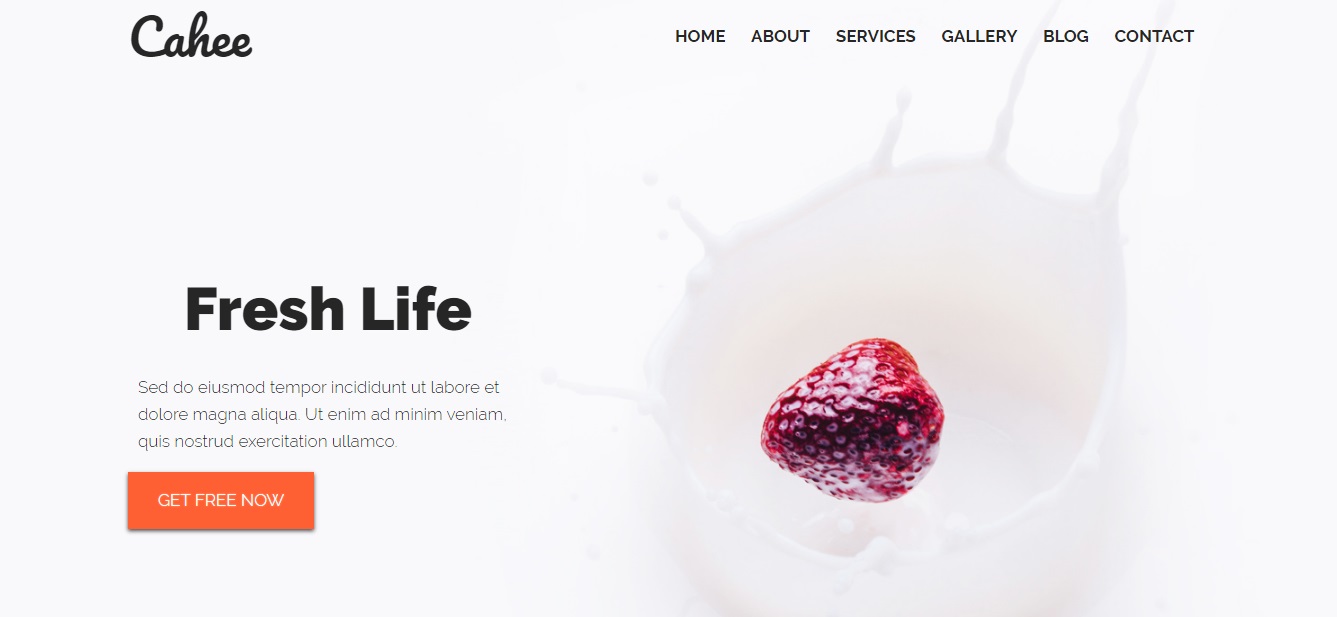 Cahee
HOME ABOUT SERVICES GALLERY BLOG CONTACT
Fresh Life
Sed do eiusmod tempor incididunt ut labore et
dolore magna aliqua. Ut enim ad minim veniam,
quis nostrud exercitation ullamco.
GET FREE NOW